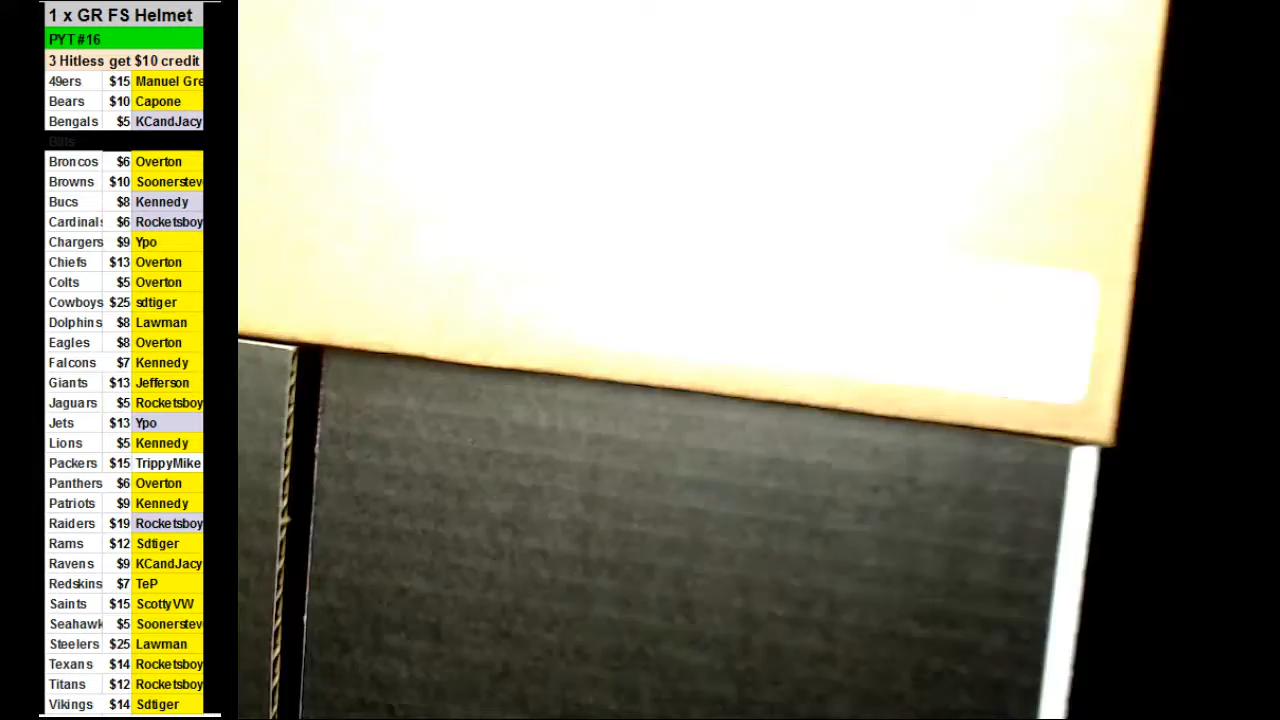 1 x GR FS Helmet
PYT #16
3 Hitless get $10 credit
49ers $15 Manuel Gre
Bears $10 Capone
Bengals $5 KCandJacy
Bills
Broncos $6 Overton
Browns $10 Soonerstev
Bucs $8 Kennedy
Cardinals $6 Rocketsboy
Chargers $9 Ypo
Chiefs $13 Overton
Colts $5 Overton
Cowboys $25 sdtiger
Dolphins $8 Lawman
Eagles $8 Overton
Falcons $7 Kennedy
Giants $13 Jefferson
Jaguars $5 Rocketsboy
Jets $13 Ypo
Lions $5 Kennedy
Packers $15 TrippyMike
Panthers $6 Overton
Patriots $9 Kennedy
Raiders $19 Rocketsboy
Rams $12 Sdtiger
Ravens $9 KCandJacy
Redskins $7 TeP
Saints $15 ScottyVW
Seahawk $5 Soonerstev
Steelers $25 Lawman
Texans $14 Rocketsboy
Titans $12 Rocketsboy
Vikings $14 Sdtiger